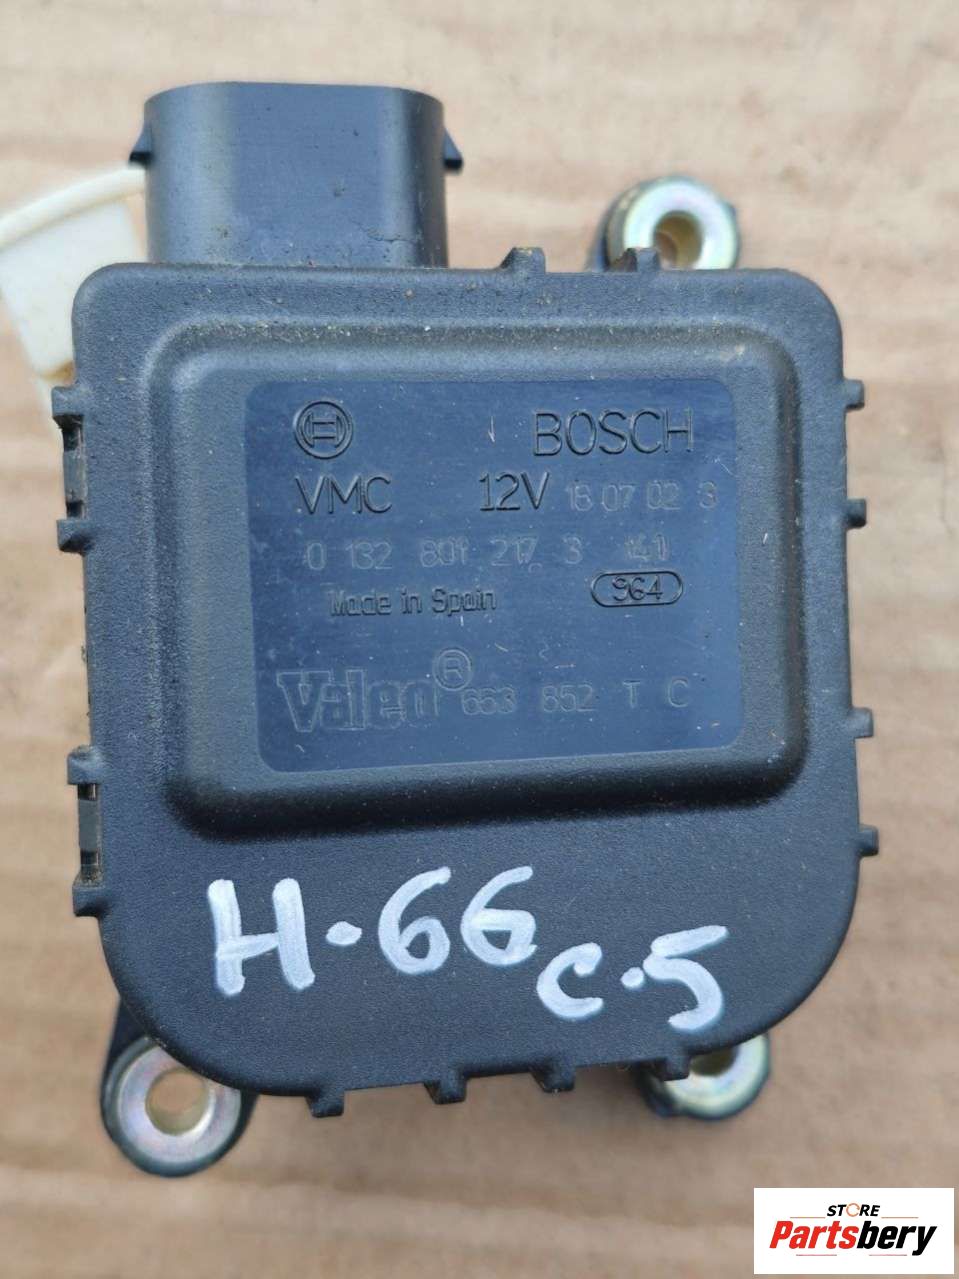 BOSCH
VMC 12V 18 07 02 3
0 132 801 217 3 141
Made in Spain 964
Valeo® 663 852 T C
H-66
C.5
STORE
Partsbery